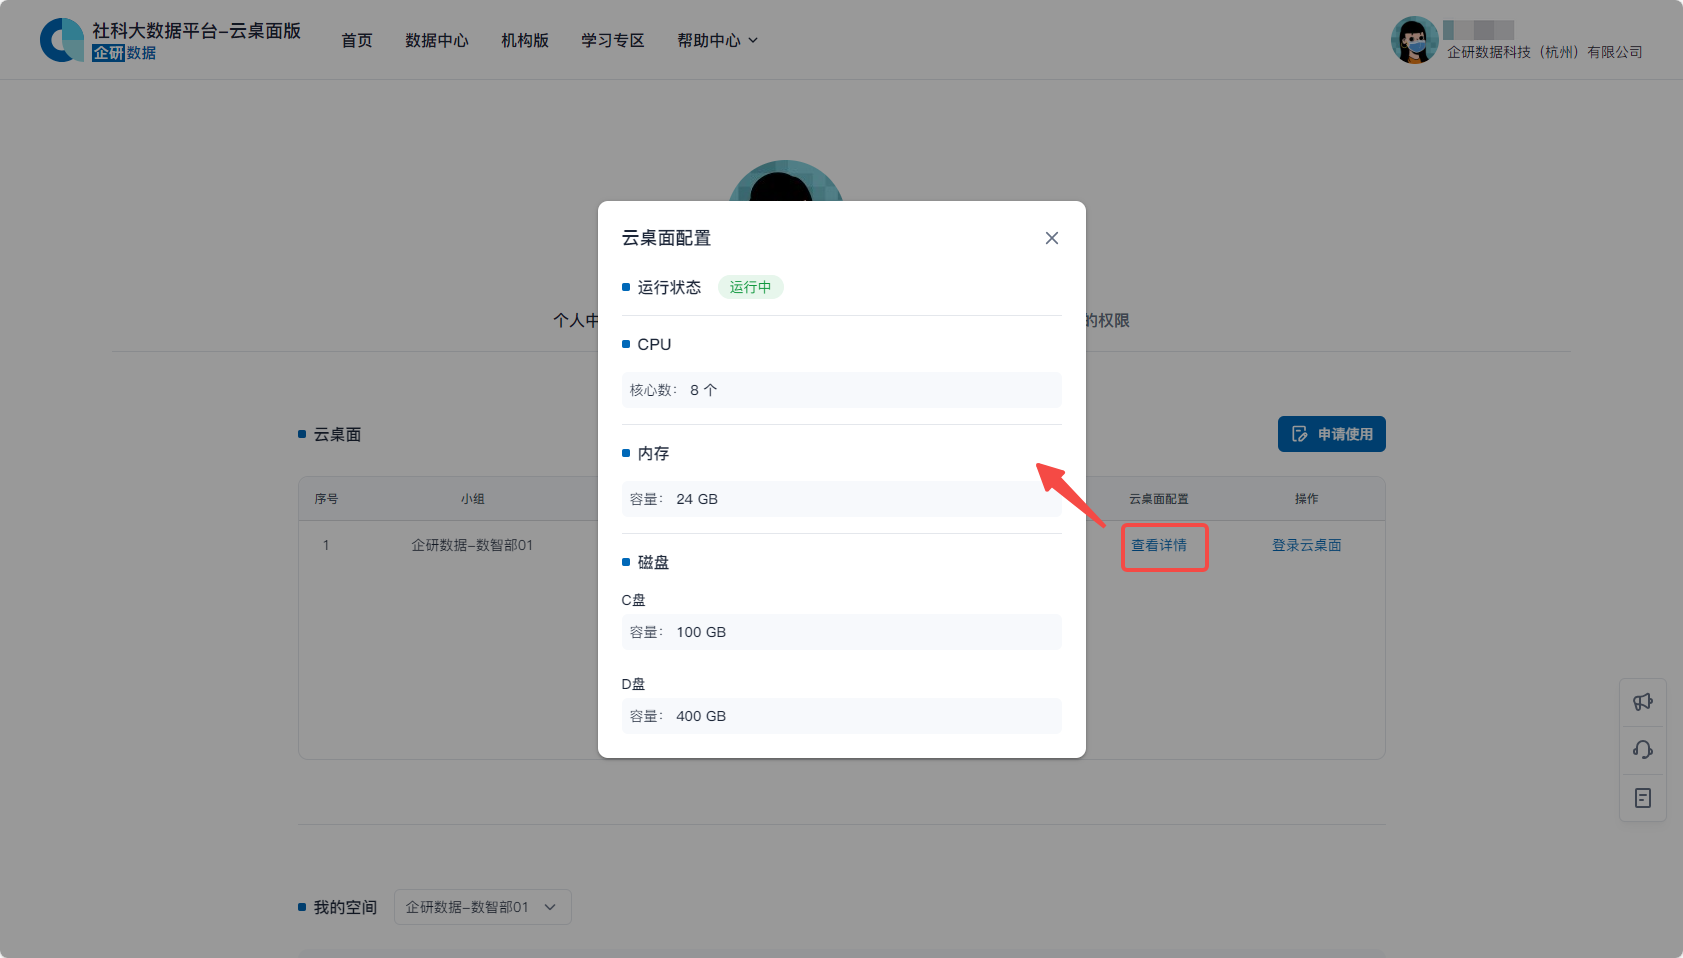 社科大数据平台-云桌面版
企研数据
首页
数据中心
机构版
学习专区
帮助中心
企研数据科技（杭州）有限公司
个人中
的权限
云桌面
申请使用
序号
小组
云桌面配置
操作
1
企研数据-数智部01
查看详情
登录云桌面
云桌面配置
运行状态 运行中
CPU
核心数： 8 个
内存
容量： 24 GB
磁盘
C盘
容量： 100 GB
D盘
容量： 400 GB
我的空间
企研数据-数智部01